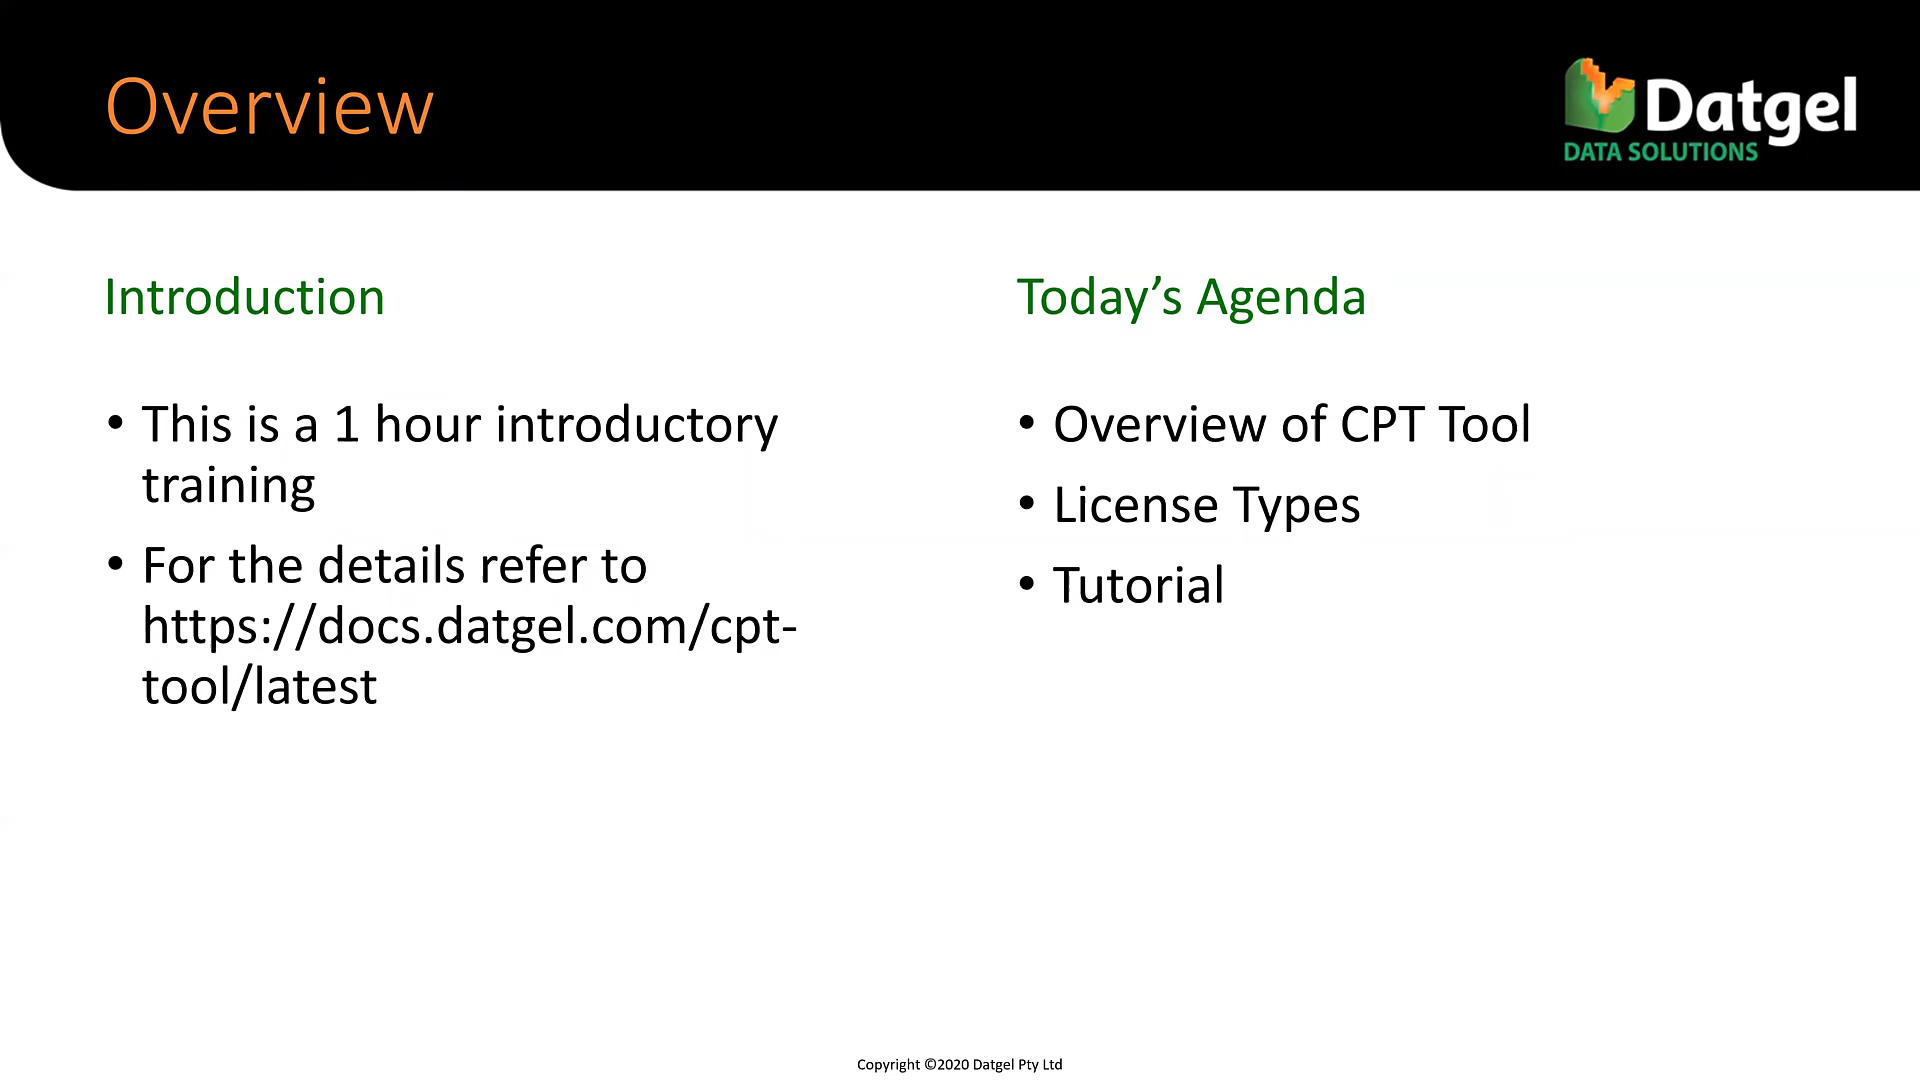 Overview
Datgel
DATA SOLUTIONS
Introduction
• This is a 1 hour introductory
training
• For the details refer to
https://docs.datgel.com/cpt-
tool/latest
Today’s Agenda
• Overview of CPT Tool
• License Types
• Tutorial
Copyright ©2020 Datgel Pty Ltd